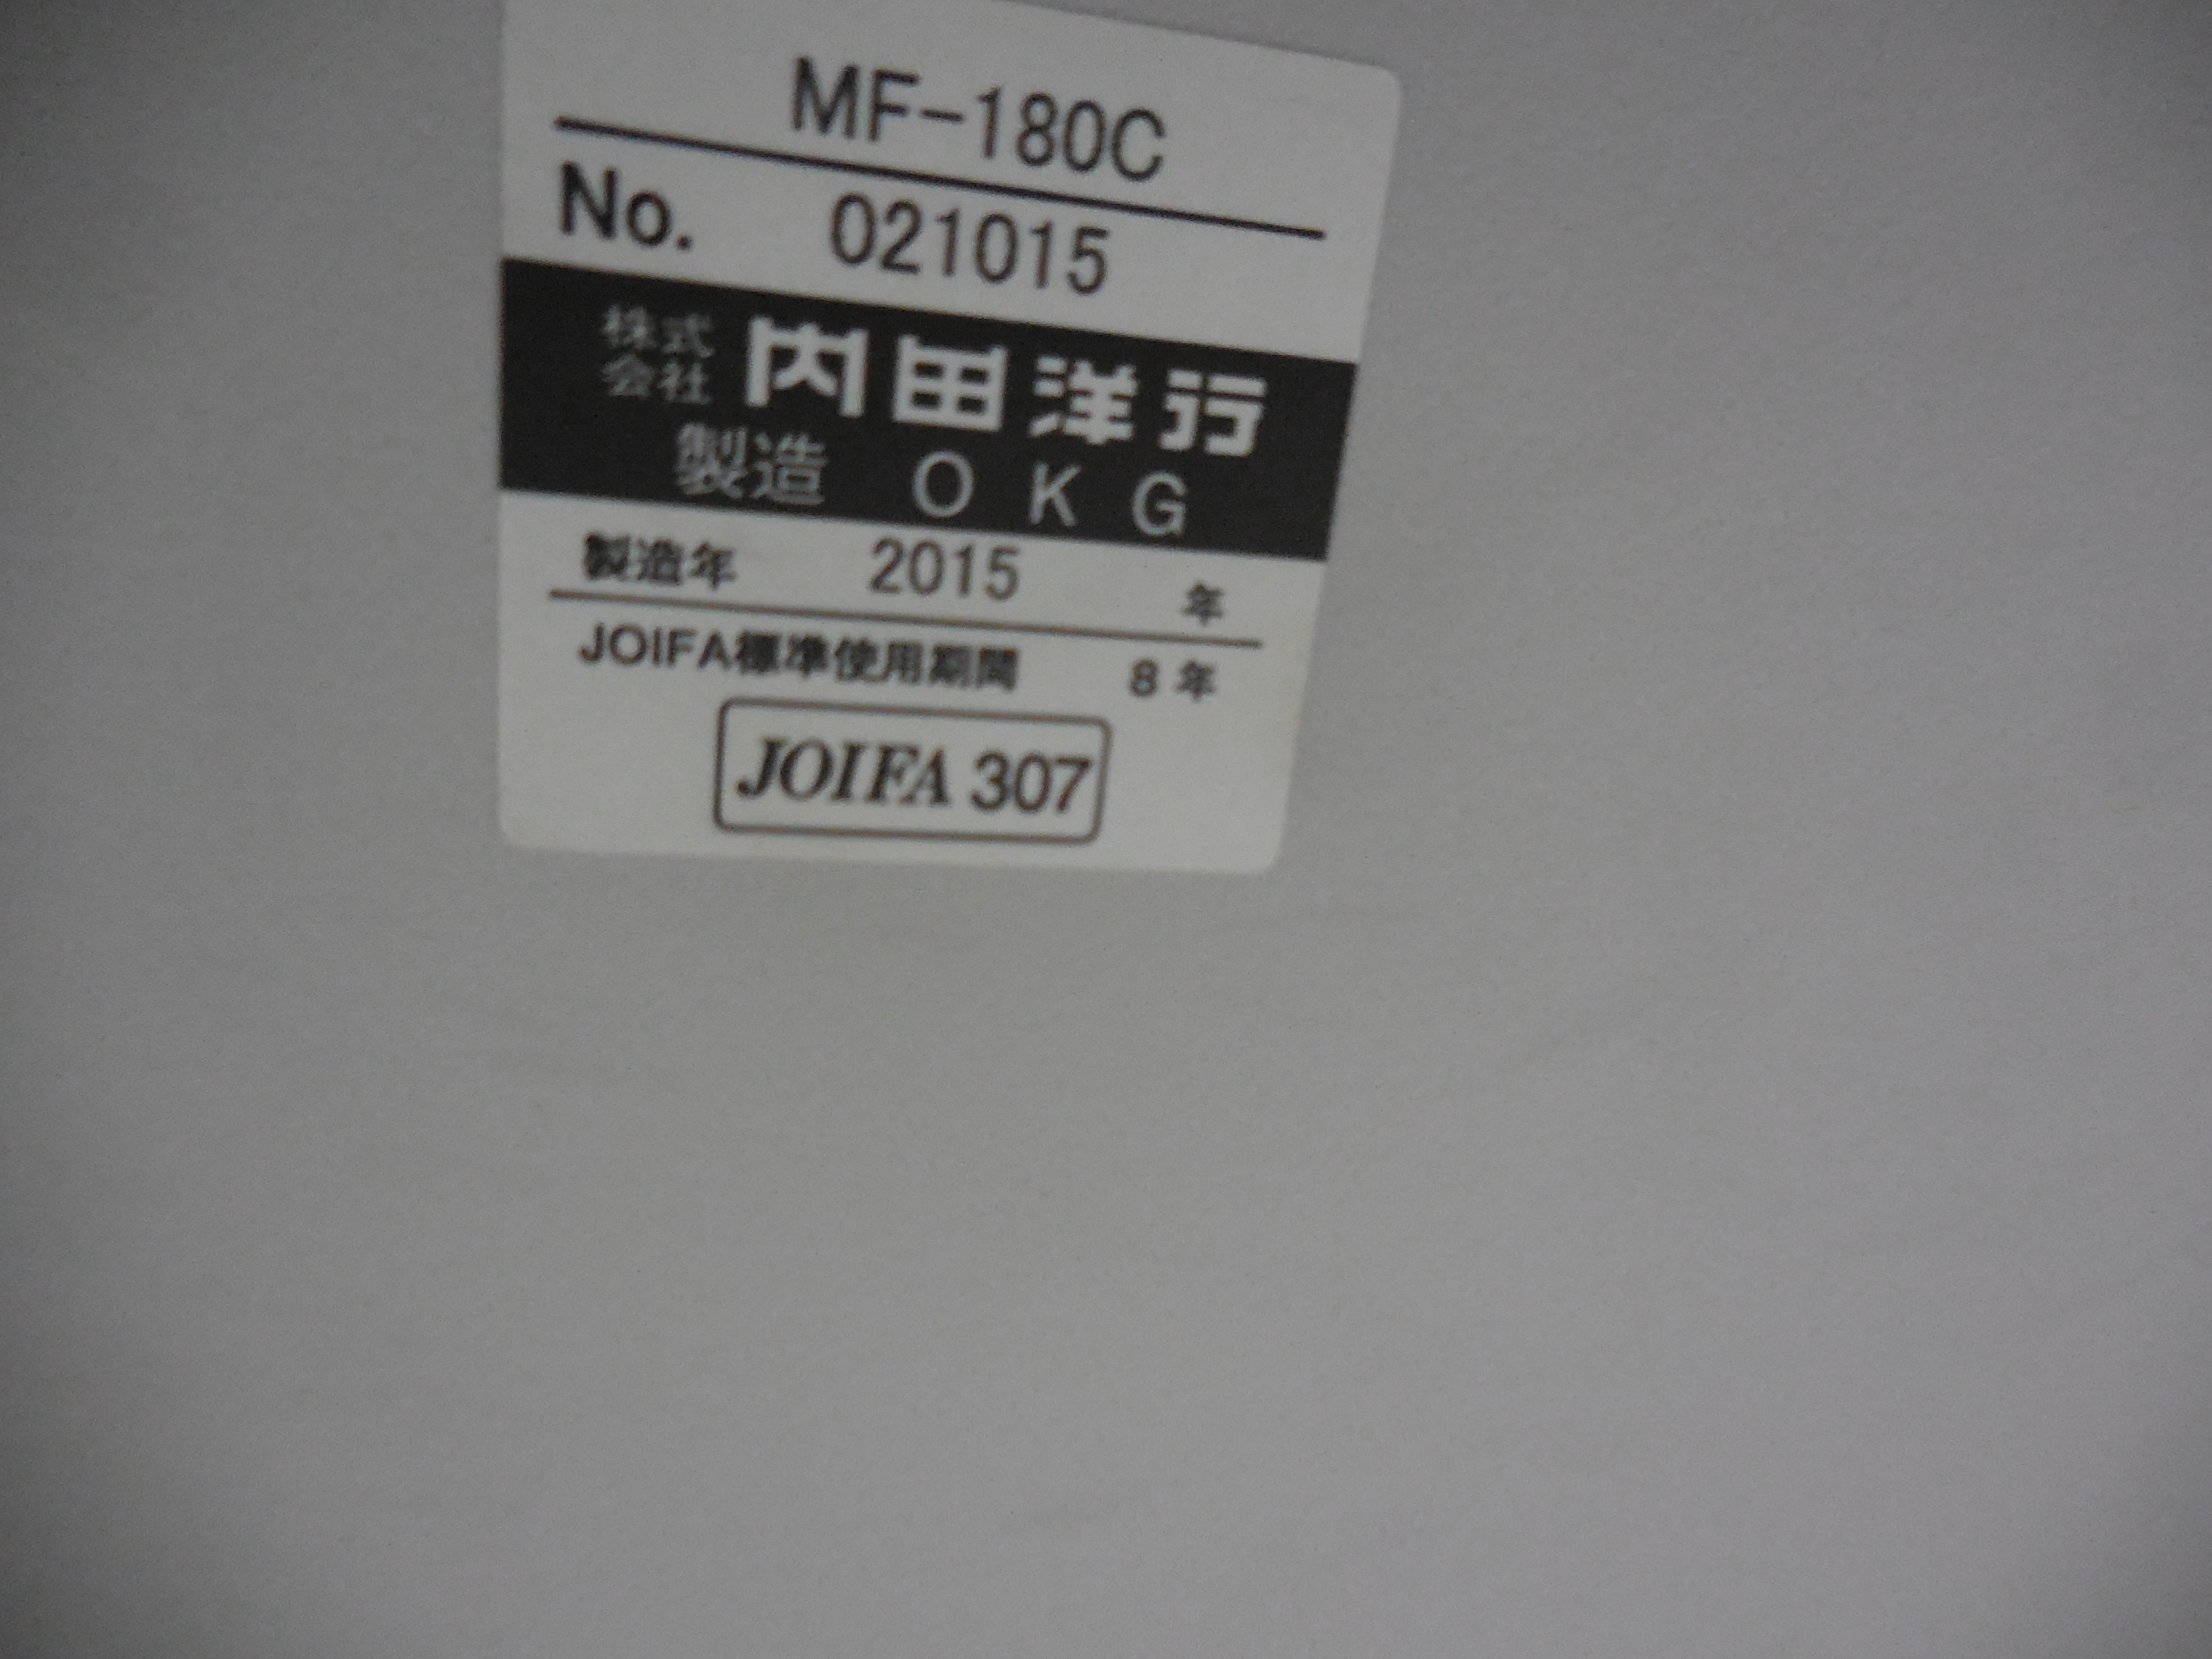 MF-180C
No. 021015
株式会社 内田洋行
製造 OKG
製造年 2015 年
JOIFA標準使用期間 8年
JOIFA 307